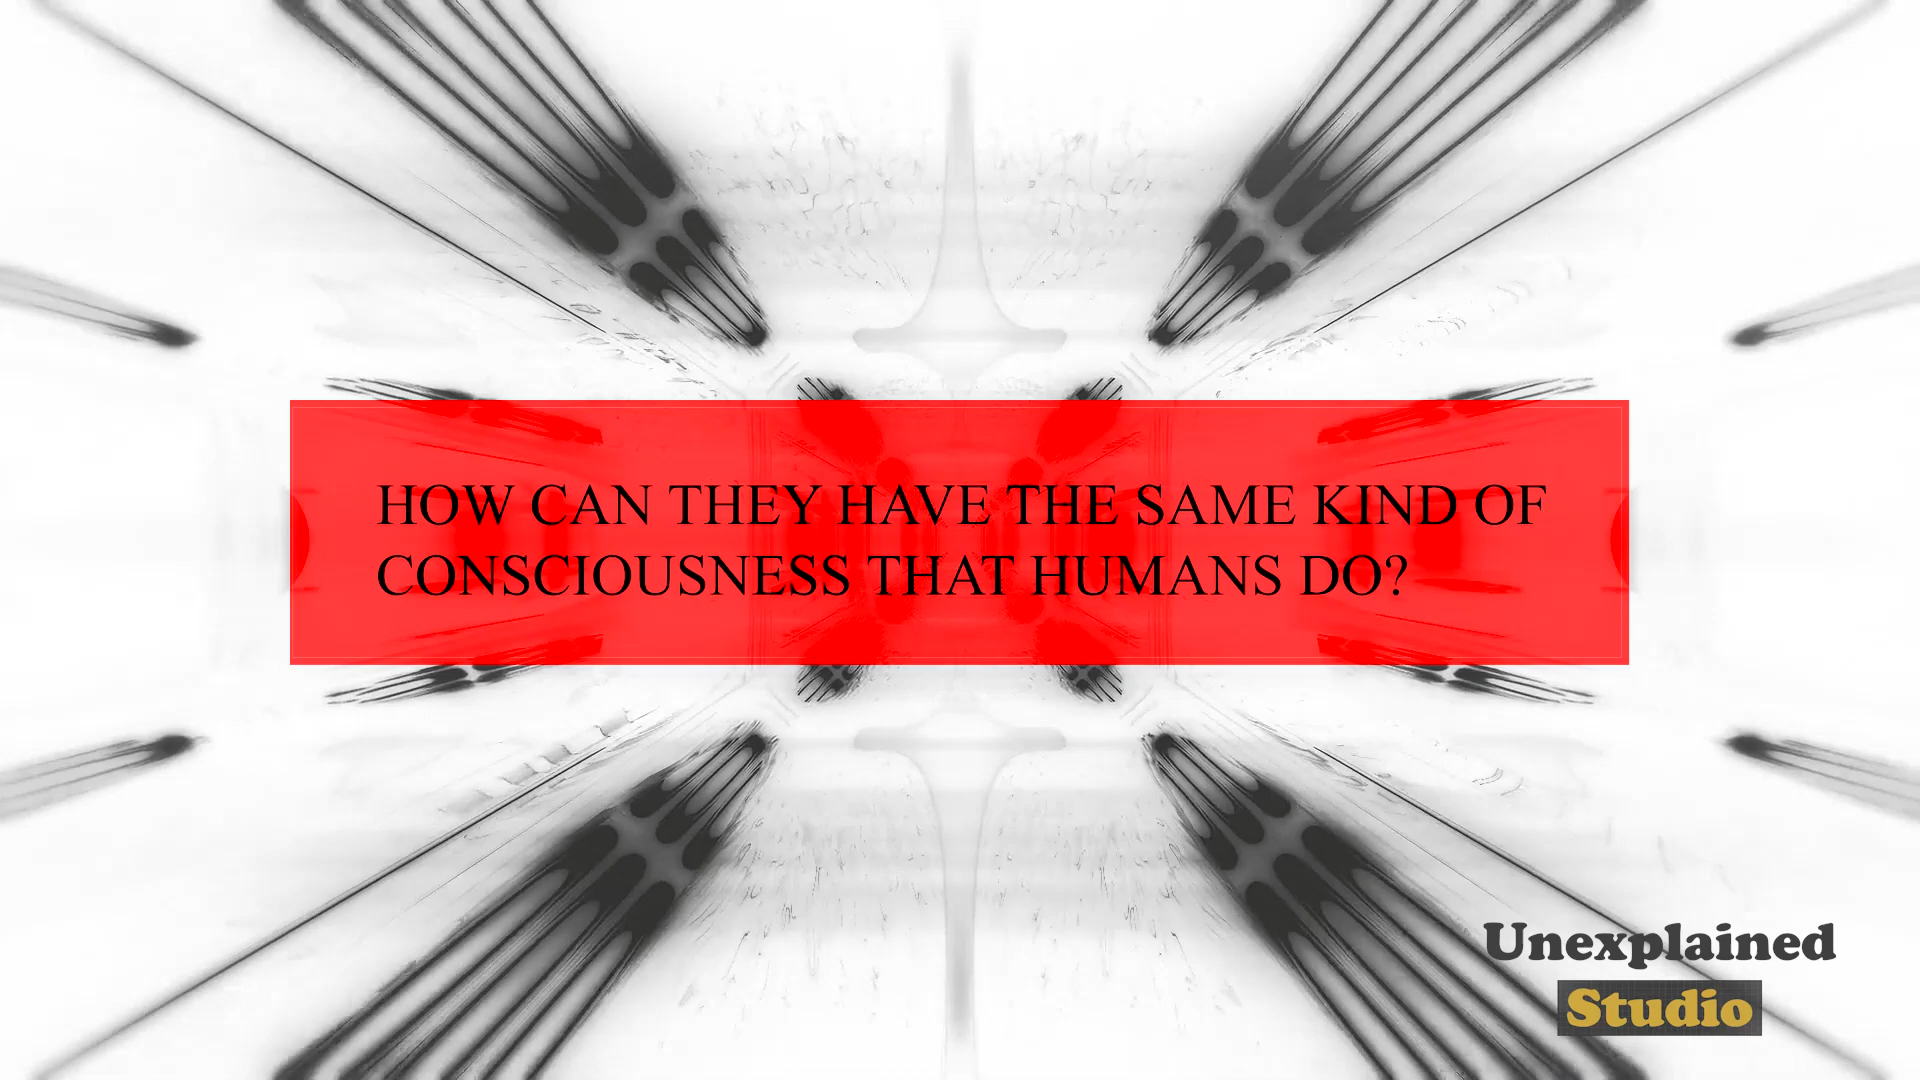 HOW CAN THEY HAVE THE SAME KIND OF
CONSCIOUSNESS THAT HUMANS DO?
Unexplained
Studio